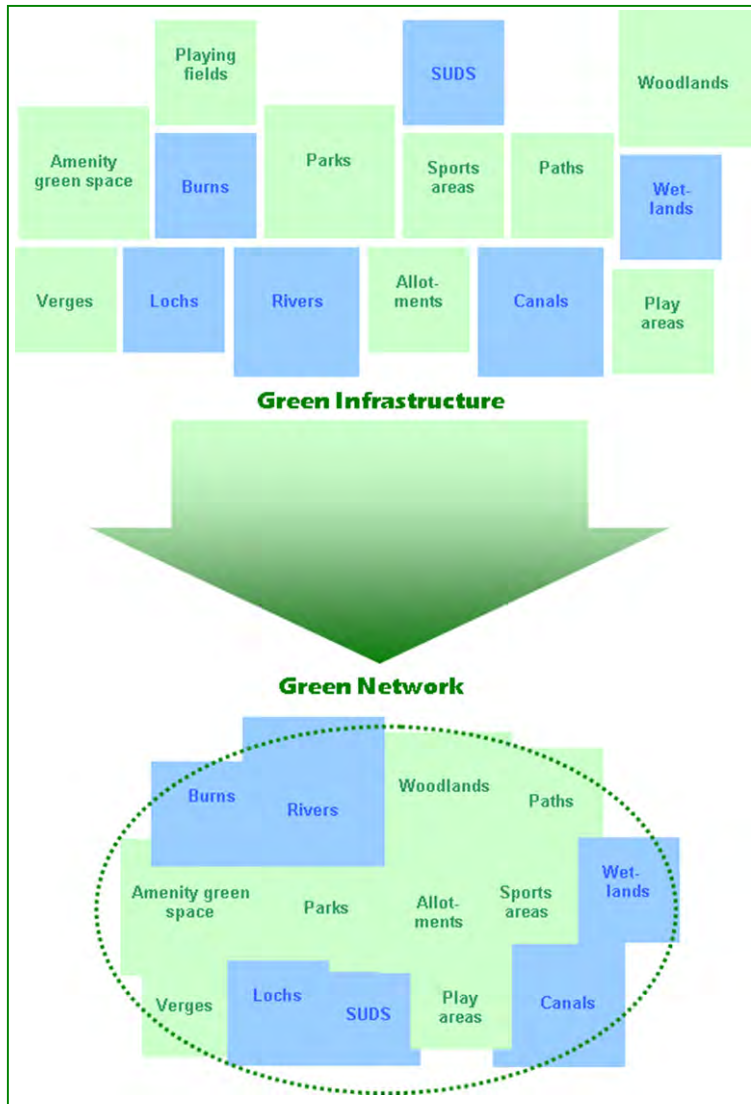 Playing
fields
SUDS
Woodlands
Amenity
green space
Burns
Parks
Sports
areas
Paths
Wet-
lands
Verges
Lochs
Rivers
Allot-
ments
Canals
Play
areas
Green Infrastructure
Green Network
Burns
Rivers
Woodlands
Paths
Amenity green
space
Parks
Allot-
ments
Sports
areas
Wet-
lands
Verges
Lochs
SUDS
Play
areas
Canals